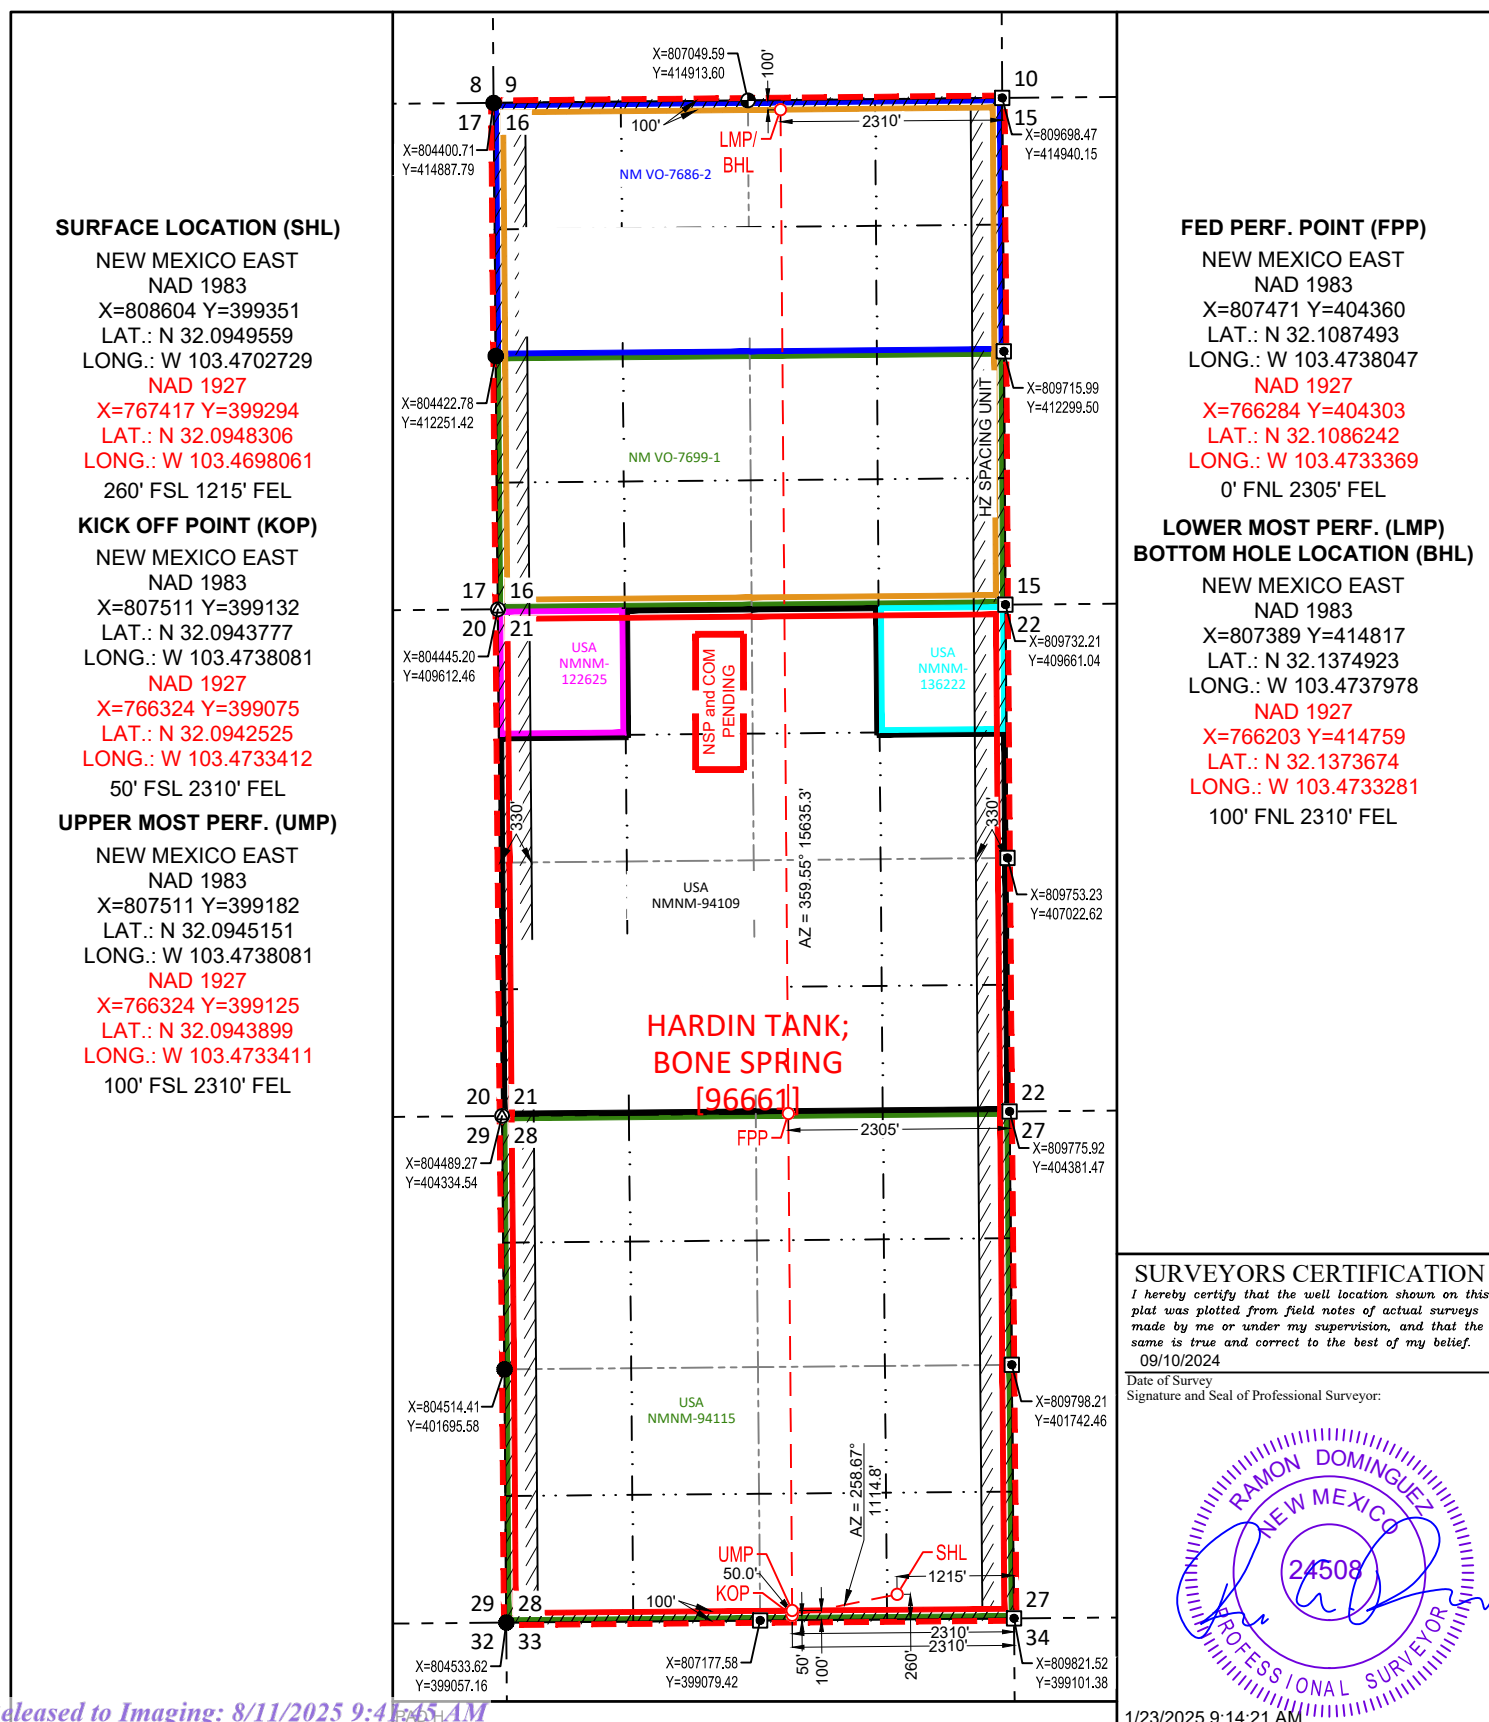 SURFACE LOCATION (SHL)
NEW MEXICO EAST
NAD 1983
X=808604 Y=399351
LAT.: N 32.0949559
LONG.: W 103.4702729
NAD 1927
X=767417 Y=399294
LAT.: N 32.0948306
LONG.: W 103.4698061
260' FSL 1215' FEL
KICK OFF POINT (KOP)
NEW MEXICO EAST
NAD 1983
X=807511 Y=399132
LAT.: N 32.0943777
LONG.: W 103.4738081
NAD 1927
X=766324 Y=399075
LAT.: N 32.0942525
LONG.: W 103.4733412
50' FSL 2310' FEL
UPPER MOST PERF. (UMP)
NEW MEXICO EAST
NAD 1983
X=807511 Y=399182
LAT.: N 32.0945151
LONG.: W 103.4738081
NAD 1927
X=766324 Y=399125
LAT.: N 32.0943899
LONG.: W 103.4733411
100' FSL 2310' FEL
X=807049.59
Y=414913.60
100'
8 9
10
17 16
15
100'
2310'
LMP/
BHL
X=804400.71
Y=414887.79
X=809698.47
Y=414940.15
NM VO-7686-2
X=804422.78
Y=412251.42
X=809715.99
Y=412299.50
HZ SPACING UNIT
NM VO-7699-1
17 16
15
20 21
22
X=804445.20
Y=409612.46
X=809732.21
Y=409661.04
USA
NMNM-
122625
NSP and COM
PENDING
USA
NMNM-
136222
330'
330'
AZ = 359.55° 15635.3'
USA
NMNM-94109
X=809753.23
Y=407022.62
HARDIN TANK;
BONE SPRING
[96661]
20 21
22
29 28
27
FPP
2305'
X=804489.27
Y=404334.54
X=809775.92
Y=404381.47
X=804514.41
Y=401695.58
X=809798.21
Y=401742.46
USA
NMNM-94115
AZ = 258.67°
1114.8'
UMP
50.0'
KOP
SHL
1215'
100'
29 28
27
32 33
34
2310'
2310'
50'
100'
260'
X=804533.62
Y=399057.16
X=807177.58
Y=399079.42
X=809821.52
Y=399101.38
FED PERF. POINT (FPP)
NEW MEXICO EAST
NAD 1983
X=807471 Y=404360
LAT.: N 32.1087493
LONG.: W 103.4738047
NAD 1927
X=766284 Y=404303
LAT.: N 32.1086242
LONG.: W 103.4733369
0' FNL 2305' FEL
LOWER MOST PERF. (LMP)
BOTTOM HOLE LOCATION (BHL)
NEW MEXICO EAST
NAD 1983
X=807389 Y=414817
LAT.: N 32.1374923
LONG.: W 103.4737978
NAD 1927
X=766203 Y=414759
LAT.: N 32.1373674
LONG.: W 103.4733281
100' FNL 2310' FEL
SURVEYORS CERTIFICATION
I hereby certify that the well location shown on this
plat was plotted from field notes of actual surveys
made by me or under my supervision, and that the
same is true and correct to the best of my belief.
09/10/2024
Date of Survey
Signature and Seal of Professional Surveyor:
RAMON DOMINGUEZ
NEW MEXICO
24508
PROFESSIONAL SURVEYOR
eleased to Imaging: 8/11/2025 9:41:45 AM
1/23/2025 9:14:21 AM